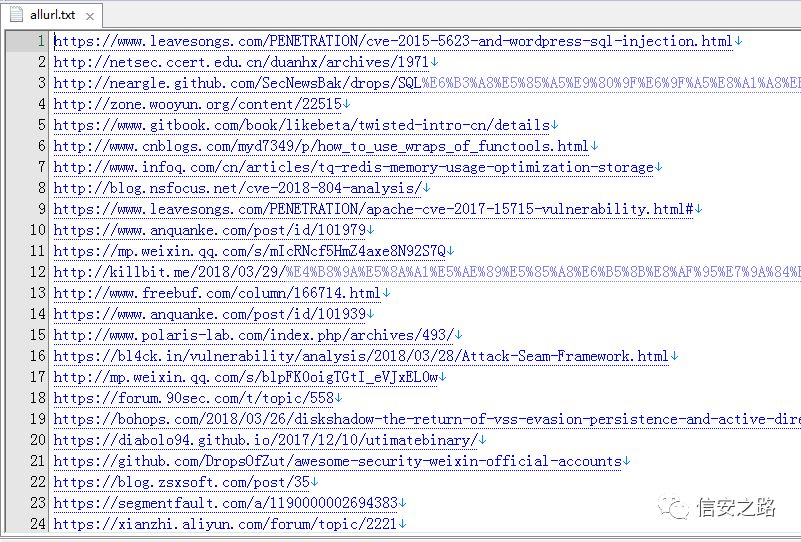 allurl.txt
1 https://www.leavesongs.com/PENETRATION/cve-2015-5623-and-wordpress-sql-injection.html↓
2 http://netsec.ccert.edu.cn/duanhx/archives/1971↓
3 http://neargle.github.com/SecNewsBak/drops/SQL%E6%B3%A8%E5%85%A5%E9%80%9F%E6%9F%A5%E8%A1%A8%E
4 http://zone.wooyun.org/content/22515↓
5 https://www.gitbook.com/book/likebeta/twisted-intro-cn/details↓
6 http://www.cnblogs.com/myd7349/p/how_to_use_wraps_of_functools.html↓
7 http://www.infoq.com/cn/articles/tq-redis-memory-usage-optimization-storage↓
8 http://blog.nsfocus.net/cve-2018-804-analysis/↓
9 https://www.leavesongs.com/PENETRATION/apache-cve-2017-15715-vulnerability.html#↓
10 https://www.anquanke.com/post/id/101979↓
11 https://mp.weixin.qq.com/s/mIcRNcf5HmZ4axe8N92S7Q↓
12 http://killbit.me/2018/03/29/%E4%B8%9A%E5%8A%A1%E5%AE%89%E5%85%A8%E6%B5%8B%E8%AF%95%E7%9A%84%
13 http://www.freebuf.com/column/166714.html↓
14 https://www.anquanke.com/post/id/101939↓
15 http://www.polaris-lab.com/index.php/archives/493/↓
16 https://bl4ck.in/vulnerability/analysis/2018/03/28/Attack-Seam-Framework.html↓
17 http://mp.weixin.qq.com/s/blpFK0oigTGtI_eVJxELOw↓
18 https://forum.90sec.com/t/topic/558↓
19 https://bohops.com/2018/03/26/diskshadow-the-return-of-vss-evasion-persistence-and-active-dire
20 https://diabolo94.github.io/2017/12/10/utimatebinary/↓
21 https://github.com/DropsOfZut/awesome-security-weixin-official-accounts↓
22 https://blog.zsxsoft.com/post/35↓
23 https://segmentfault.com/a/1190000002694383↓
24 https://xianzhi.aliyun.com/forum/topic/2221↓
信安之路